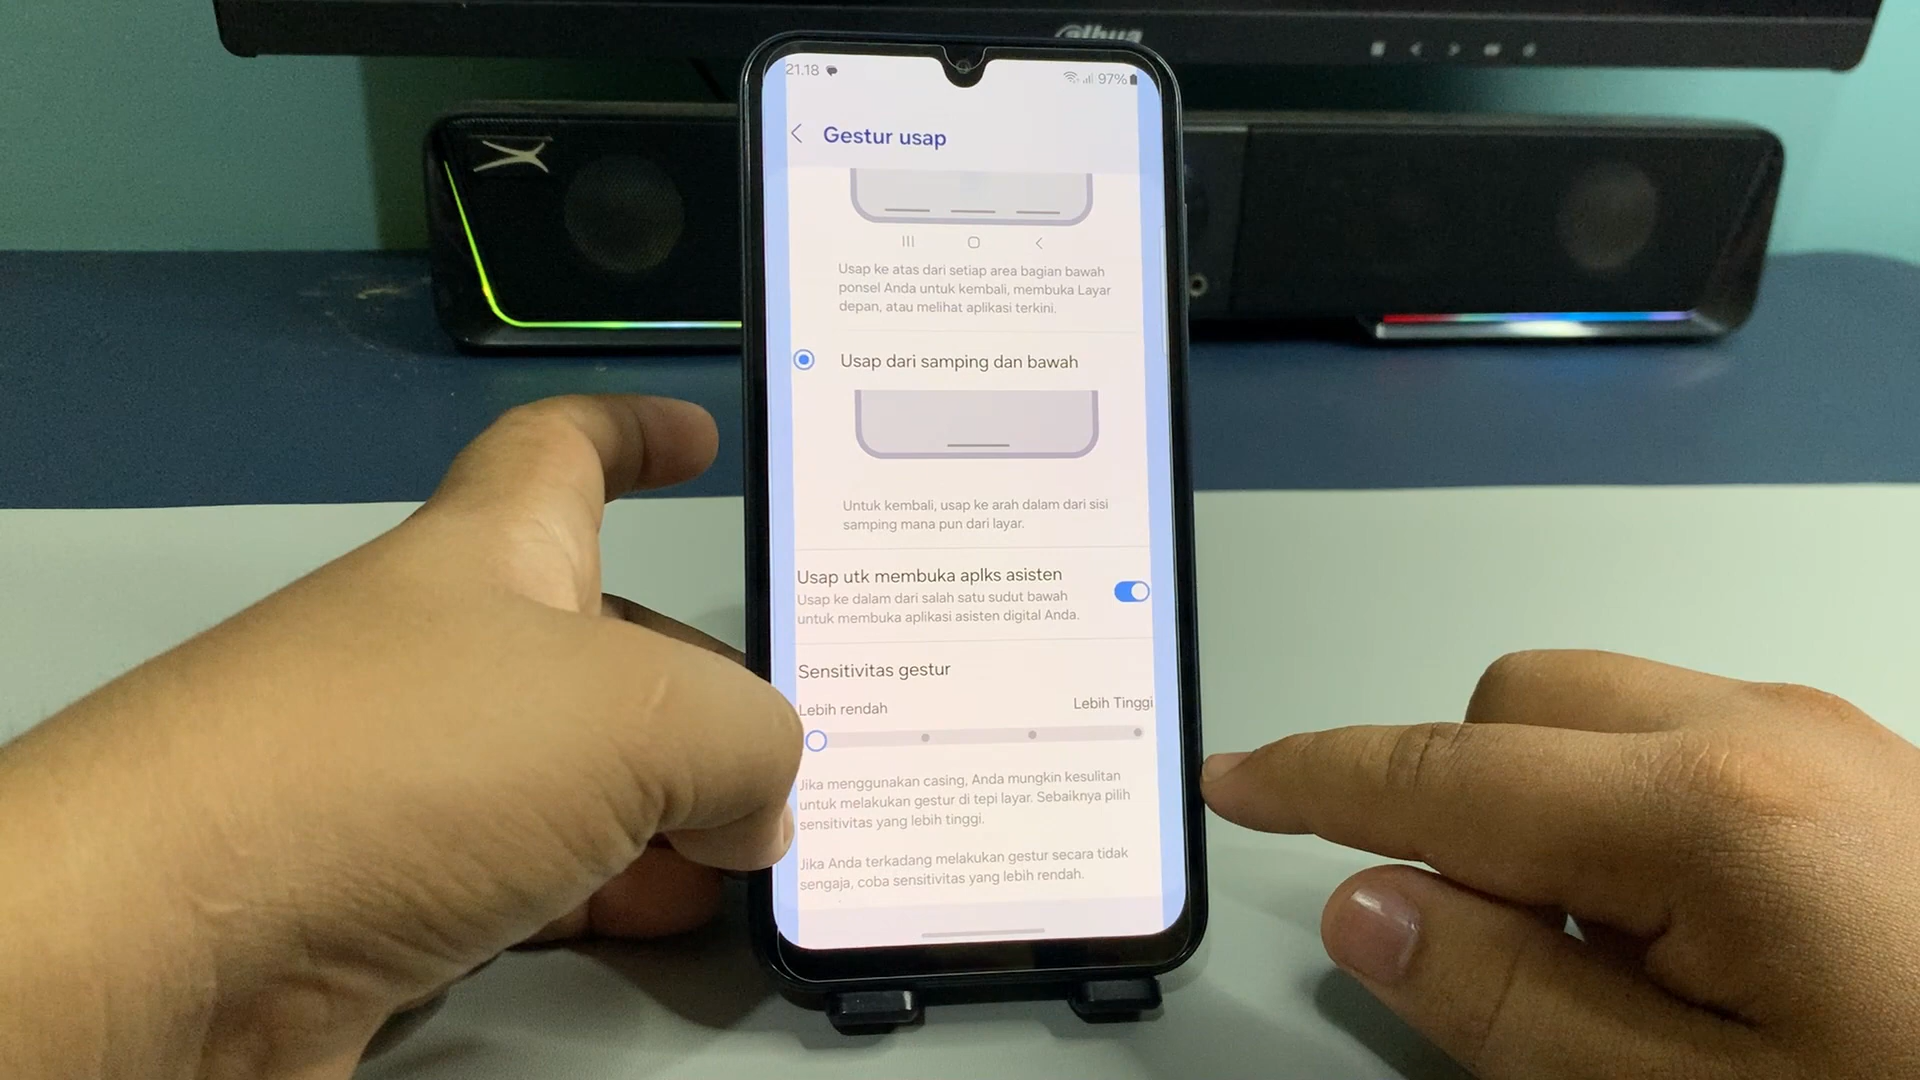 alhua
21.18
97%
Gestur usap
Usap ke atas dari setiap area bagian bawah
ponsel Anda untuk kembali, membuka Layar
depan, atau melihat aplikasi terkini.
Usap dari samping dan bawah
Untuk kembali, usap ke arah dalam dari sisi
samping mana pun dari layar.
Usap utk membuka aplks asisten
Usap ke dalam dari salah satu sudut bawah
untuk membuka aplikasi asisten digital Anda.
Sensitivitas gestur
Lebih rendah
Lebih Tinggi
Jika menggunakan casing, Anda mungkin kesulitan
untuk melakukan gestur di tepi layar. Sebaiknya pilih
sensitivitas yang lebih tinggi.
Jika Anda terkadang melakukan gestur secara tidak
sengaja, coba sensitivitas yang lebih rendah.